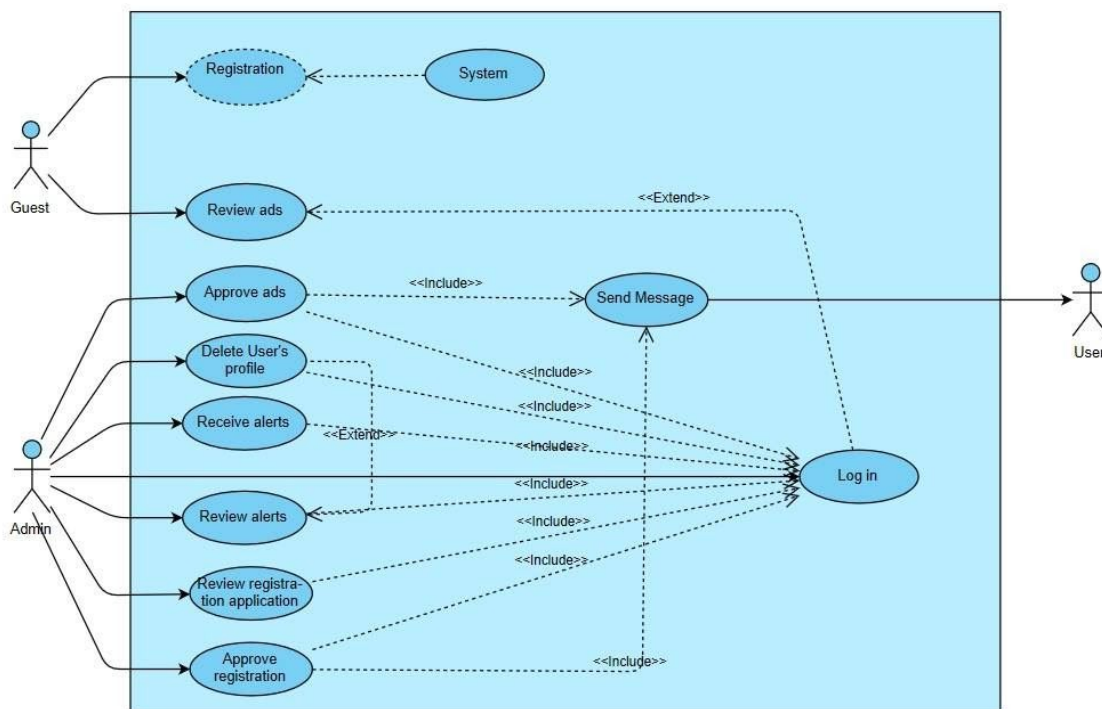 Registration
System
Guest
Review ads
<<Extend>>
Approve ads
<<Include>>
Send Message
User
Delete User's
profile
<<Include>>
<<Include>>
Receive alerts
<<Extend>>
<<Include>>
Log in
Admin
Review alerts
<<Include>>
<<Include>>
Review registra-
tion application
<<Include>>
Approve
registration
<<Include>>